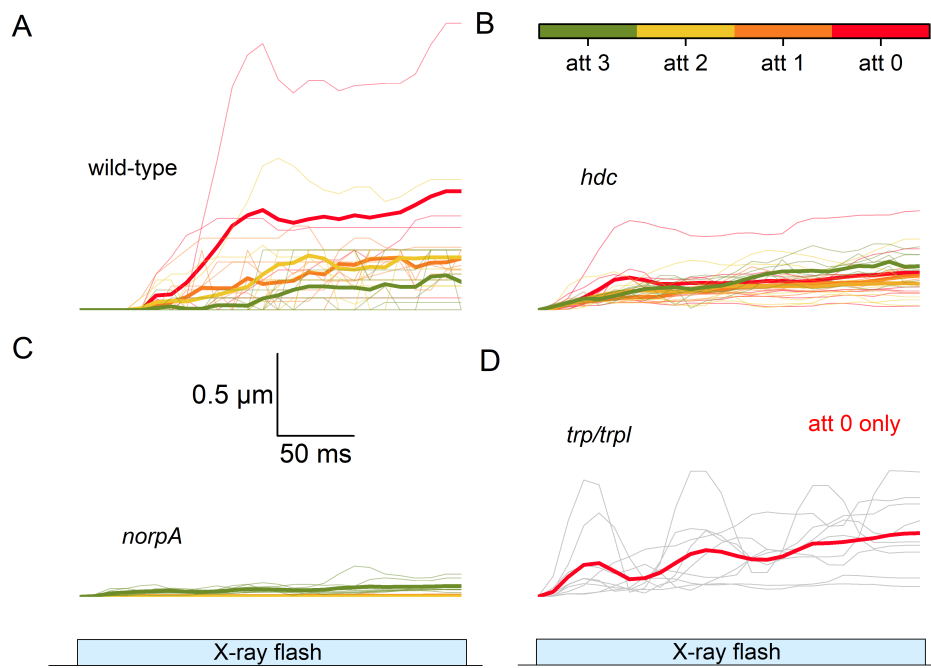 A
B
att 3 att 2 att 1 att 0
wild-type
hdc
C
D
0.5 µm
50 ms
att 0 only
trp/trpl
norpA
X-ray flash
X-ray flash